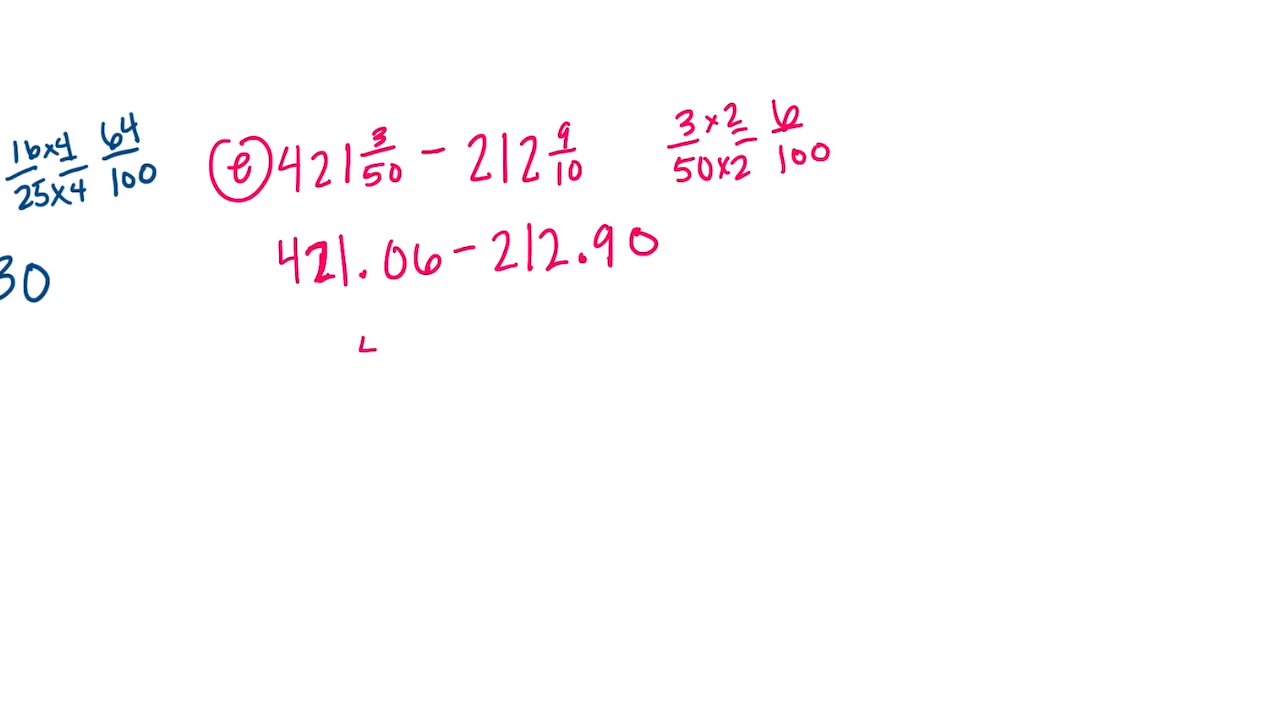 16×4/25×4 64/100
30
ⓔ 421 3/50 - 212 9/10
3×2/50×2 6/100
421.06 - 212.90